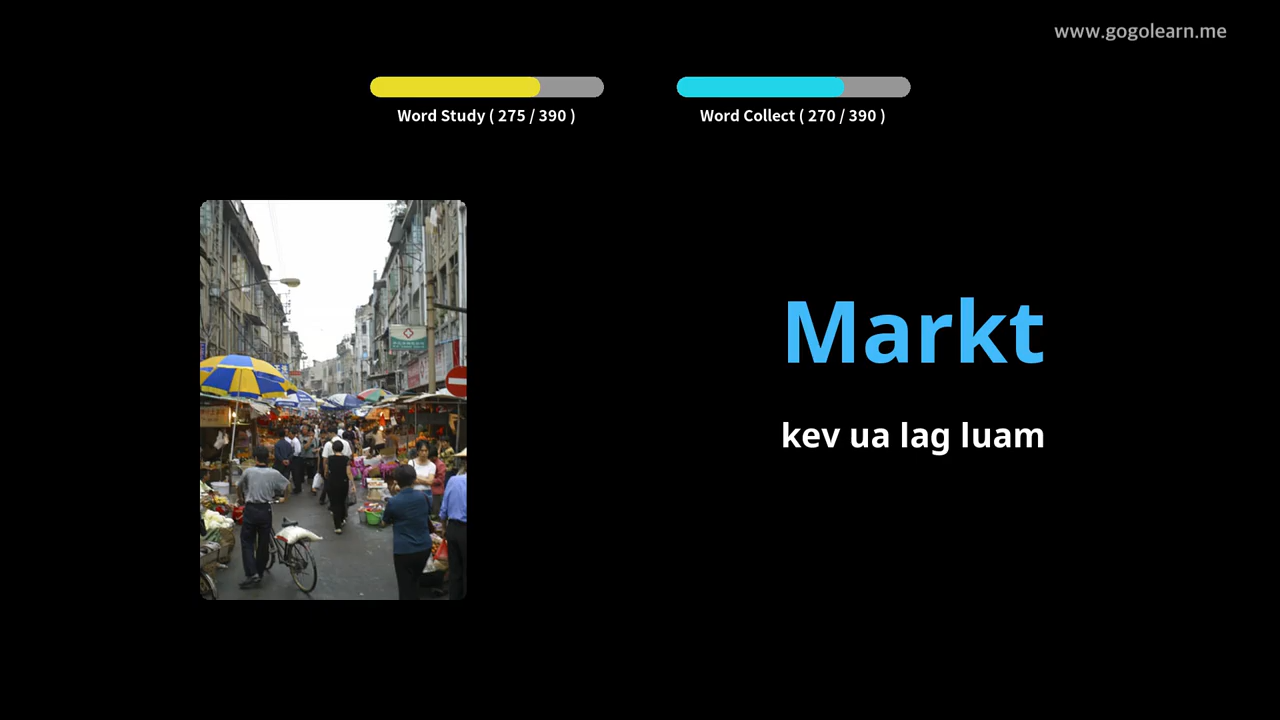 www.gogolearn.me
Word Study ( 275 / 390 )
Word Collect ( 270 / 390 )
Markt
kev ua lag luam